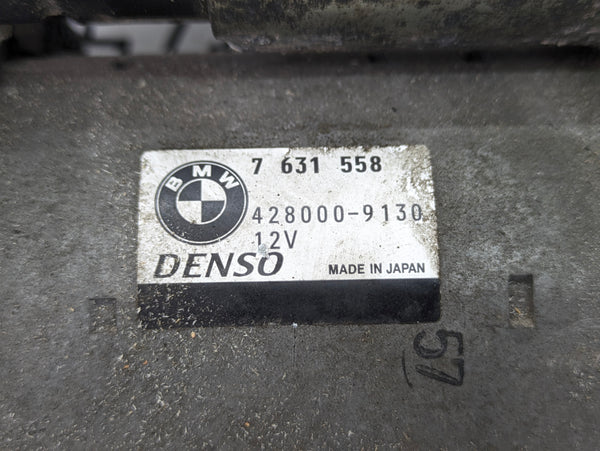 BMW
7 631 558
428000-9130
12V
DENSO
MADE IN JAPAN
57